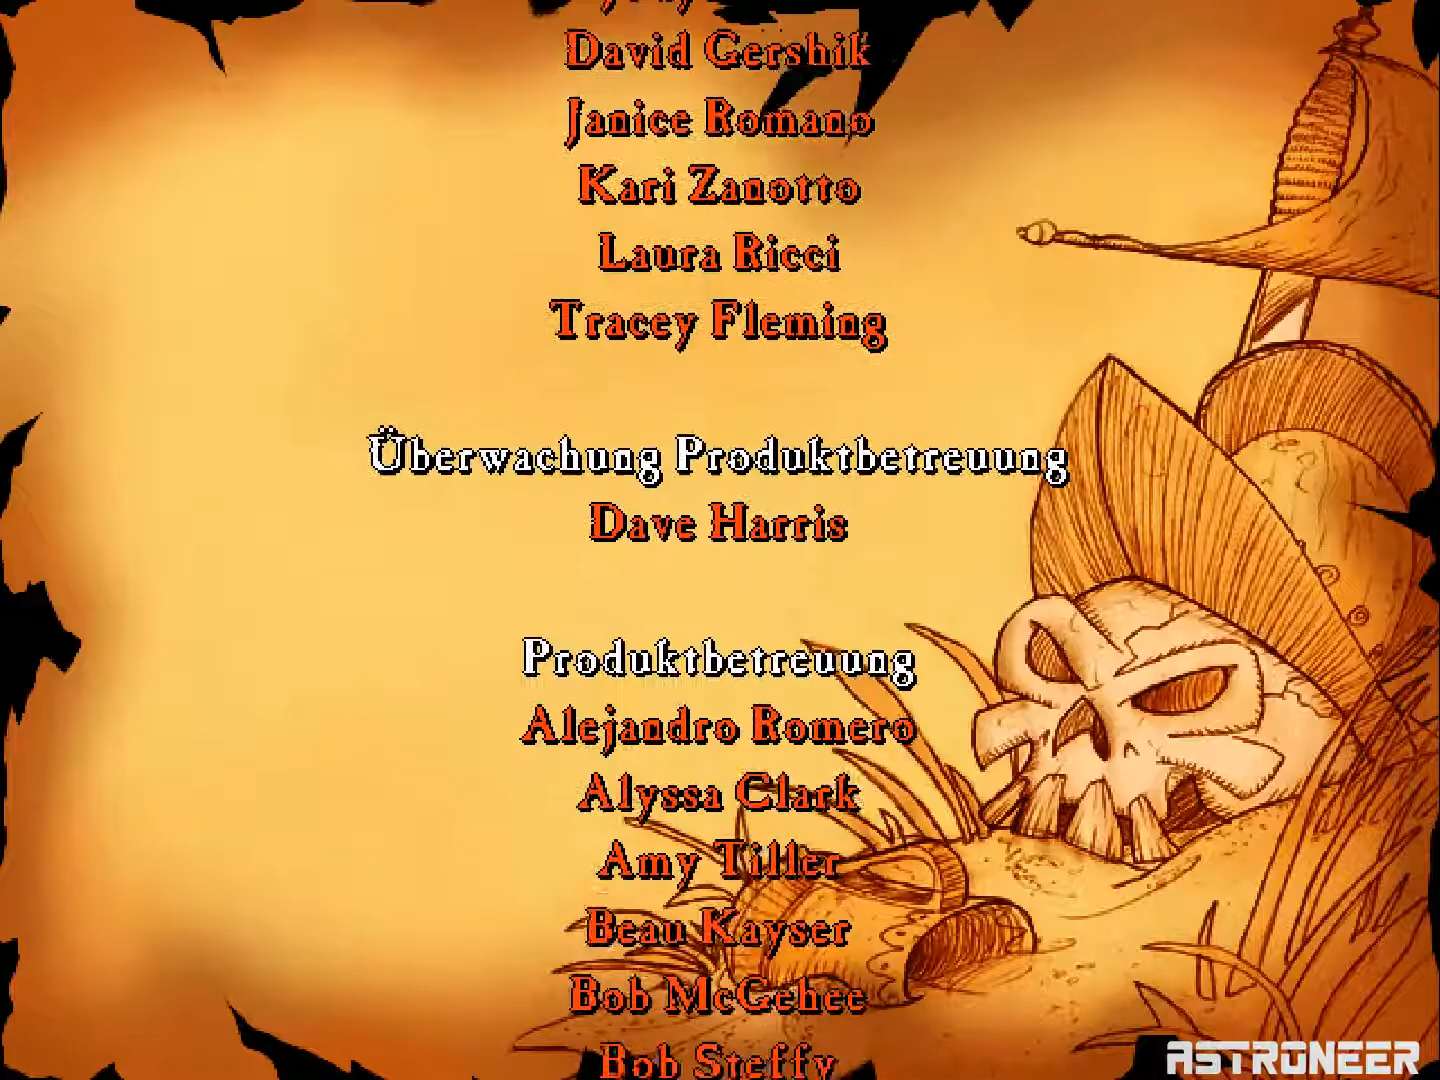 David Gershik
Janice Romano
Kari Zanotto
Laura Ricci
Tracey Fleming
Überwachung Produktbetreuung
Dave Harris
Produktbetreuung
Alejandro Romero
Alyssa Clark
Amy Tiller
Beau Kayser
Bob McGehee
Bob Steffy
ASTRONEER